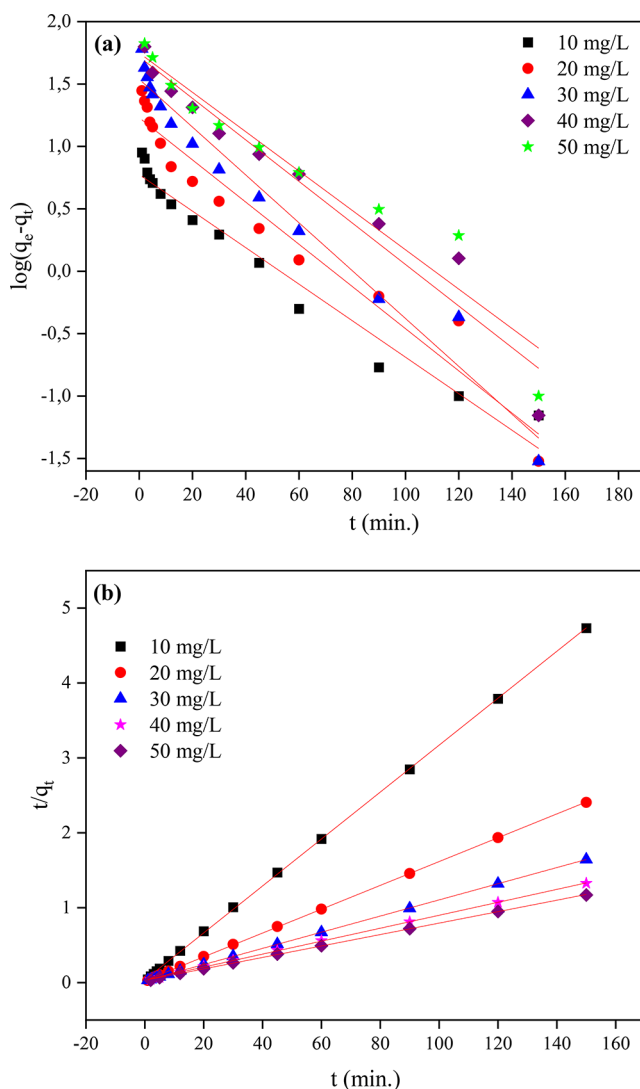 (a)
10 mg/L
20 mg/L
30 mg/L
40 mg/L
50 mg/L
2,0
1,5
1,0
0,5
0,0
-0,5
-1,0
-1,5
log(qe-qt)
-20 0 20 40 60 80 100 120 140 160 180
t (min.)
(b)
10 mg/L
20 mg/L
30 mg/L
40 mg/L
50 mg/L
5
4
3
2
1
0
t/qt
-20 0 20 40 60 80 100 120 140 160
t (min.)